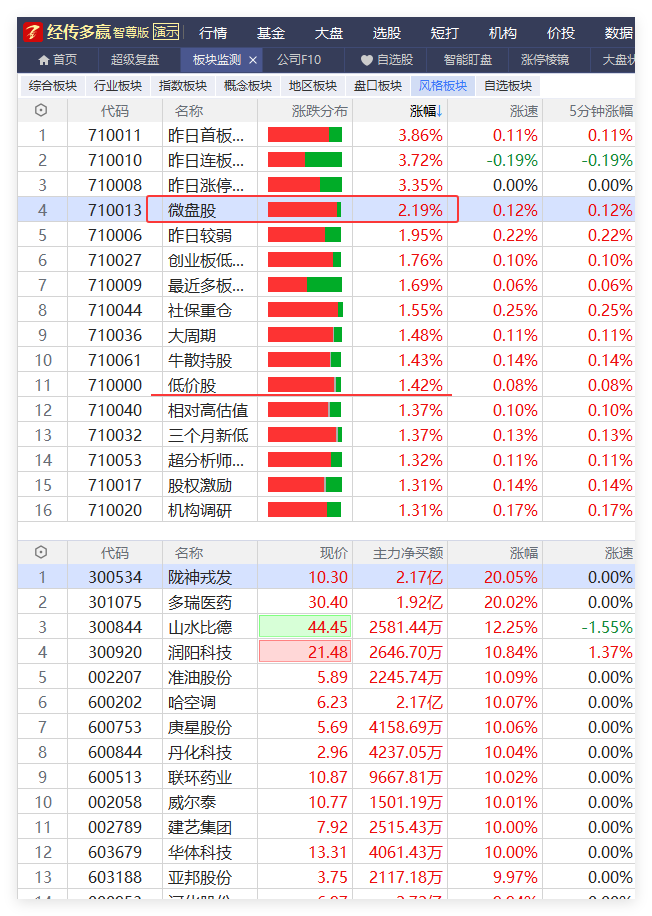 经传多赢 智尊版 演示 行情 基金 大盘 选股 短打 机构 价投 数据
首页 超级复盘 板块监测 × 公司F10 自选股 智能盯盘 涨停棱镜 大盘
综合板块 行业板块 指数板块 概念板块 地区板块 盘口板块 风格板块 自选板块
代码 名称 涨跌分布 涨幅↓ 涨速 5分钟涨幅
1 710011 昨日首板... 3.86% 0.11% 0.11%
2 710010 昨日连板... 3.72% -0.19% -0.19%
3 710008 昨日涨停... 3.35% 0.00% 0.00%
4 710013 微盘股 2.19% 0.12% 0.12%
5 710006 昨日较弱 1.95% 0.22% 0.22%
6 710027 创业板低... 1.76% 0.10% 0.10%
7 710009 最近多板... 1.69% 0.06% 0.06%
8 710044 社保重仓 1.55% 0.25% 0.25%
9 710036 大周期 1.48% 0.11% 0.11%
10 710061 牛散持股 1.43% 0.14% 0.14%
11 710000 低价股 1.42% 0.08% 0.08%
12 710040 相对高估值 1.37% 0.10% 0.10%
13 710032 三个月新低 1.37% 0.13% 0.13%
14 710053 超分析师... 1.32% 0.11% 0.11%
15 710017 股权激励 1.31% 0.14% 0.14%
16 710020 机构调研 1.31% 0.17% 0.17%
代码 名称 现价 主力净买额 涨幅 涨速
1 300534 陇神戎发 10.30 2.17亿 20.05% 0.00%
2 301075 多瑞医药 30.40 1.92亿 20.02% 0.00%
3 300844 山水比德 44.45 2581.44万 12.25% -1.55%
4 300920 润阳科技 21.48 2646.70万 10.84% 1.37%
5 002207 准油股份 5.89 2245.74万 10.09% 0.00%
6 600202 哈空调 6.23 2.17亿 10.07% 0.00%
7 600753 庚星股份 5.69 4158.69万 10.06% 0.00%
8 600844 丹化科技 2.96 4237.05万 10.04% 0.00%
9 600513 联环药业 10.87 9667.81万 10.02% 0.00%
10 002058 威尔泰 10.77 1501.19万 10.01% 0.00%
11 002789 建艺集团 7.92 2515.43万 10.00% 0.00%
12 603679 华体科技 13.31 4061.43万 10.00% 0.00%
13 603188 亚邦股份 3.75 2117.18万 9.97% 0.00%